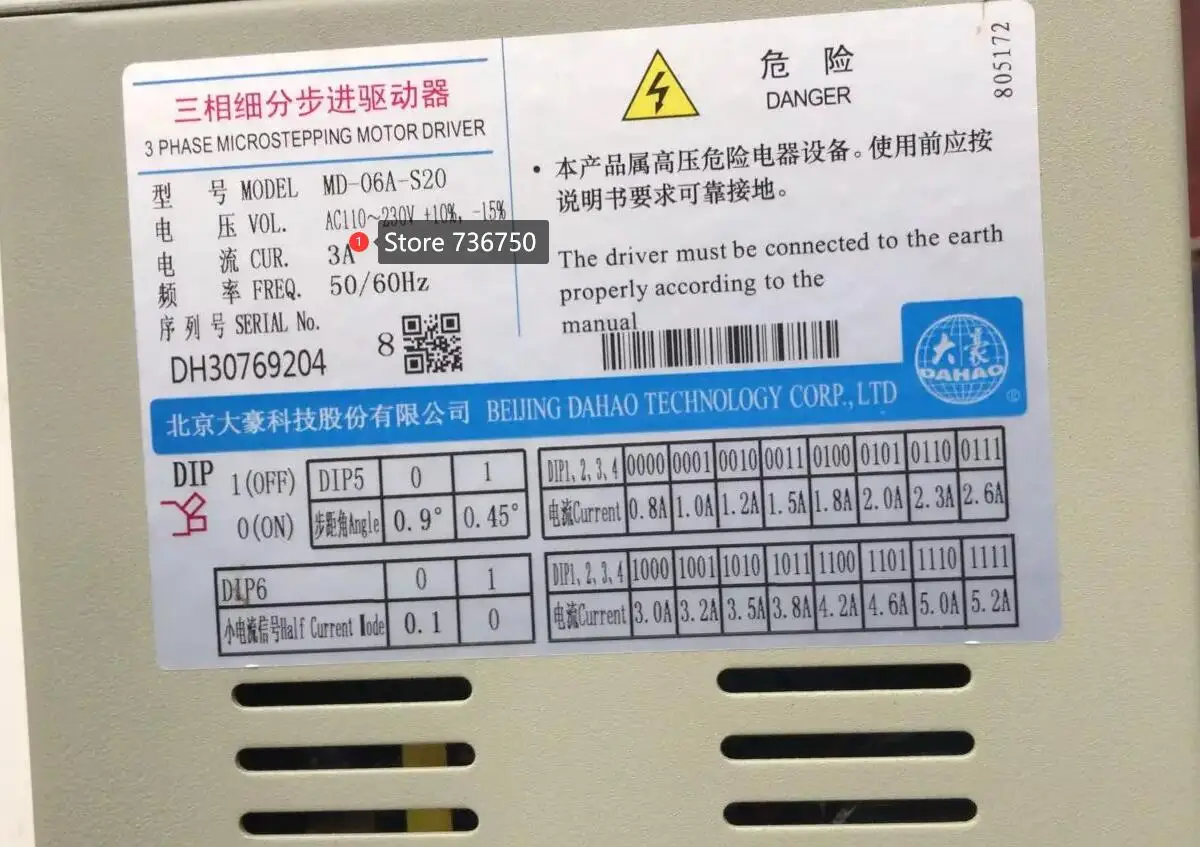 三相细分步进驱动器
3 PHASE MICROSTEPPING MOTOR DRIVER
型 号 MODEL MD-06A-S20
电 压 VOL. AC110~230V +10%, -15%
电 流 CUR. 3A
频 率 FREQ. 50/60Hz
序列号 SERIAL No.
DH30769204
8
1 Store 736750
危 险
DANGER
805172
• 本产品属高压危险电器设备。使用前应按
说明书要求可靠接地。
The driver must be connected to the earth
properly according to the
manual
大豪
DAHAO
®
北京大豪科技股份有限公司 BEIJING DAHAO TECHNOLOGY CORP.,LTD
DIP 1(OFF)
0(ON)
DIP5 0 1
步距角Angle 0.9° 0.45°
DIP1,2,3,4 0000 0001 0010 0011 0100 0101 0110 0111
电流Current 0.8A 1.0A 1.2A 1.5A 1.8A 2.0A 2.3A 2.6A
DIP6 0 1
小电流信号Half Current Mode 0.1 0
DIP1,2,3,4 1000 1001 1010 1011 1100 1101 1110 1111
电流Current 3.0A 3.2A 3.5A 3.8A 4.2A 4.6A 5.0A 5.2A